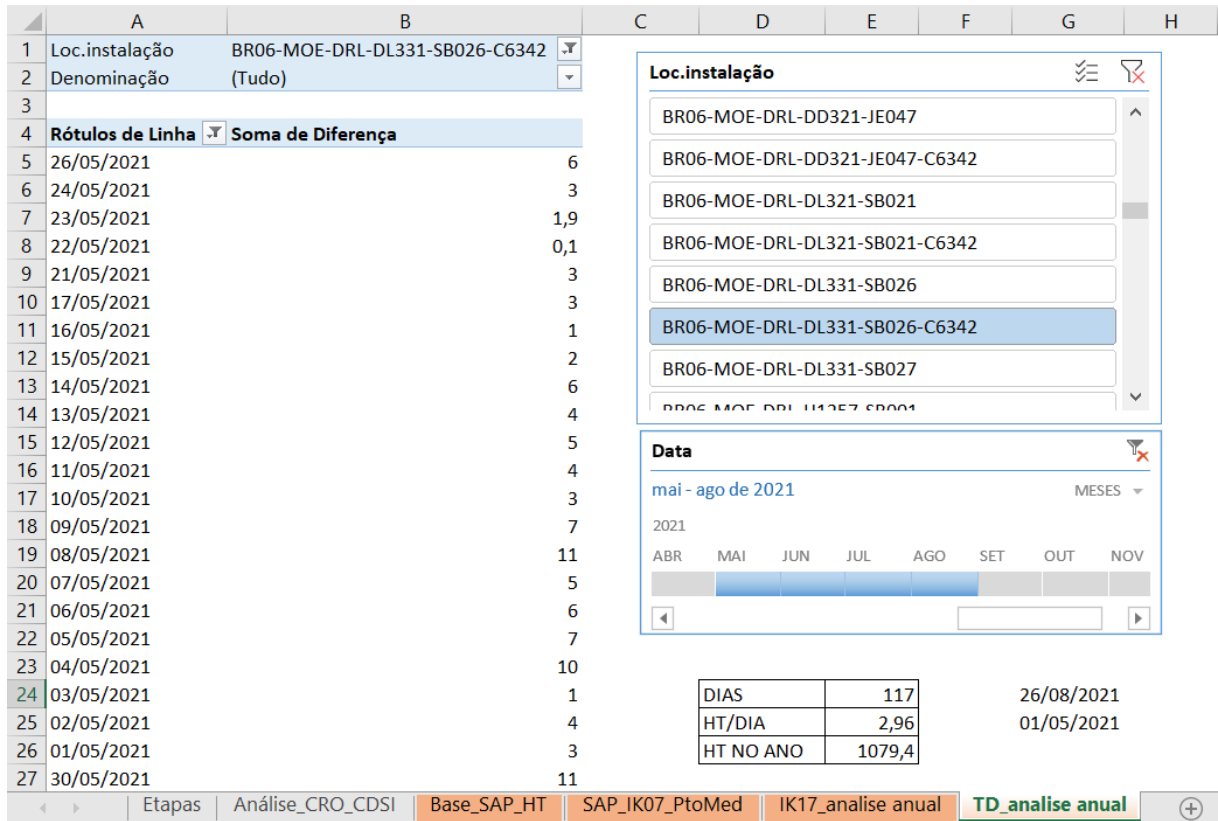 A B C D E F G H
1 Loc.instalação BR06-MOE-DRL-DL331-SB026-C6342
2 Denominação (Tudo)
3
4 Rótulos de Linha Soma de Diferença
5 26/05/2021 6
6 24/05/2021 3
7 23/05/2021 1,9
8 22/05/2021 0,1
9 21/05/2021 3
10 17/05/2021 3
11 16/05/2021 1
12 15/05/2021 2
13 14/05/2021 6
14 13/05/2021 4
15 12/05/2021 5
16 11/05/2021 4
17 10/05/2021 3
18 09/05/2021 7
19 08/05/2021 11
20 07/05/2021 5
21 06/05/2021 6
22 05/05/2021 7
23 04/05/2021 10
24 03/05/2021 1
25 02/05/2021 4
26 01/05/2021 3
27 30/05/2021 11
Loc.instalação
BR06-MOE-DRL-DD321-JE047
BR06-MOE-DRL-DD321-JE047-C6342
BR06-MOE-DRL-DL321-SB021
BR06-MOE-DRL-DL321-SB021-C6342
BR06-MOE-DRL-DL331-SB026
BR06-MOE-DRL-DL331-SB026-C6342
BR06-MOE-DRL-DL331-SB027
Data
mai - ago de 2021 MESES
2021
ABR MAI JUN JUL AGO SET OUT NOV
DIAS 117 26/08/2021
HT/DIA 2,96 01/05/2021
HT NO ANO 1079,4
Etapas Análise_CRO_CDSI Base_SAP_HT SAP_IK07_PtoMed IK17_analise anual TD_analise anual